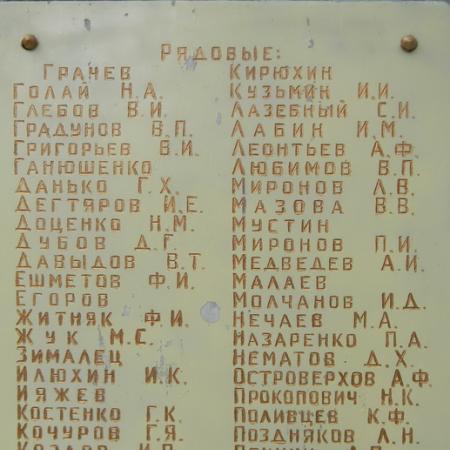 РЯДОВЫЕ:
ГРАЧЕВ
ГОЛАЙ Н.А.
ГЛЕБОВ В.И.
ГРАДУНОВ В.П.
ГРИГОРЬЕВ В.И.
ГАНЮШЕНКО
ДАНЬКО Г.Х.
ДЕГТЯРОВ И.Е.
ДОЦЕНКО Н.М.
ДУБОВ Д.Г.
ДАВЫДОВ В.Т.
ЕШМЕТОВ Ф.И.
ЕГОРОВ
ЖИТНЯК Ф.И.
ЖУК М.С.
ЗИМАЛЕЦ
ИЛЮХИН И.К.
ИЯЖЕВ
КОСТЕНКО Г.К.
КОЧУРОВ Г.Я.
КИРЮХИН
КУЗЬМИН И.И.
ЛАЗЕБНЫЙ С.И.
ЛАБИН И.М.
ЛЕОНТЬЕВ А.Ф.
ЛЮБИМОВ В.П.
МИРОНОВ Л.В.
МАЗОВА В.В.
МУСТИН
МИРОНОВ П.И.
МЕДВЕДЕВ А.И.
МАЛАЕВ
МОЛЧАНОВ И.Д.
НЕЧАЕВ М.А.
НАЗАРЕНКО П.А.
НЕМАТОВ Д.Х.
ОСТРОВЕРХОВ А.Ф.
ПРОКОПОВИЧ Н.К.
ПОЛИВЦЕВ К.Ф.
ПОЗДНЯКОВ Л.Н.